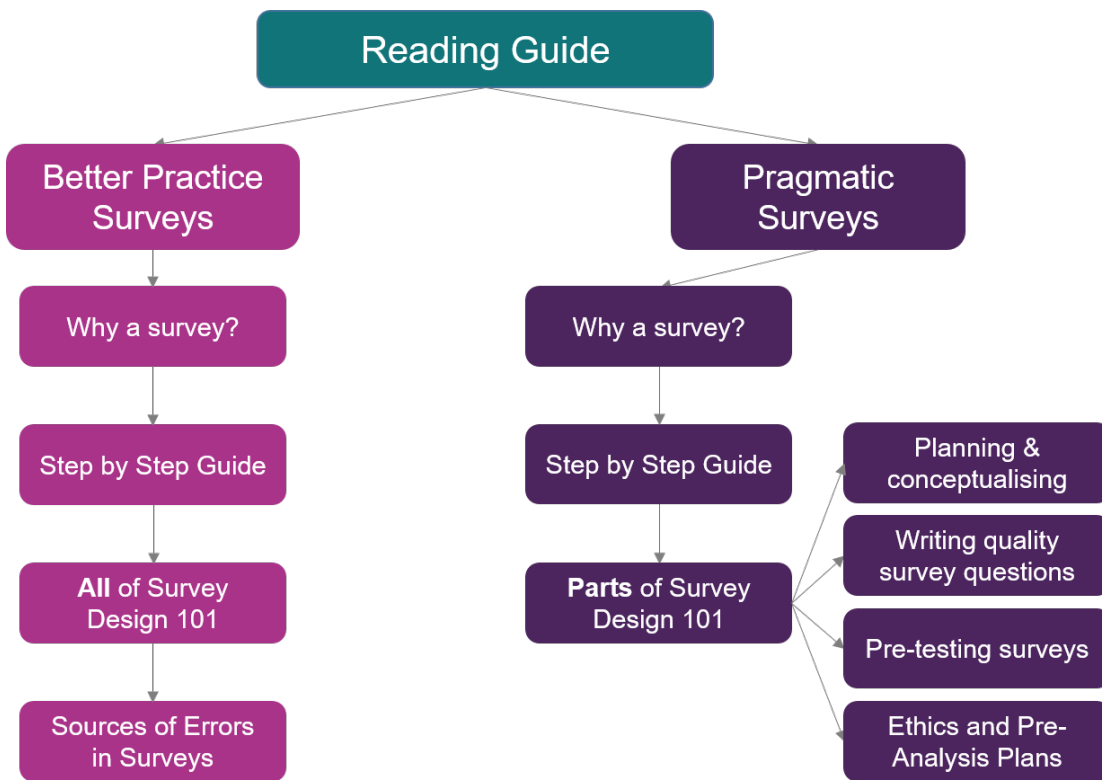 Reading Guide
Better Practice
Surveys
Why a survey?
Step by Step Guide
All of Survey
Design 101
Sources of Errors
in Surveys
Pragmatic
Surveys
Why a survey?
Step by Step Guide
Parts of Survey
Design 101
Planning &
conceptualising
Writing quality
survey questions
Pre-testing surveys
Ethics and Pre-
Analysis Plans